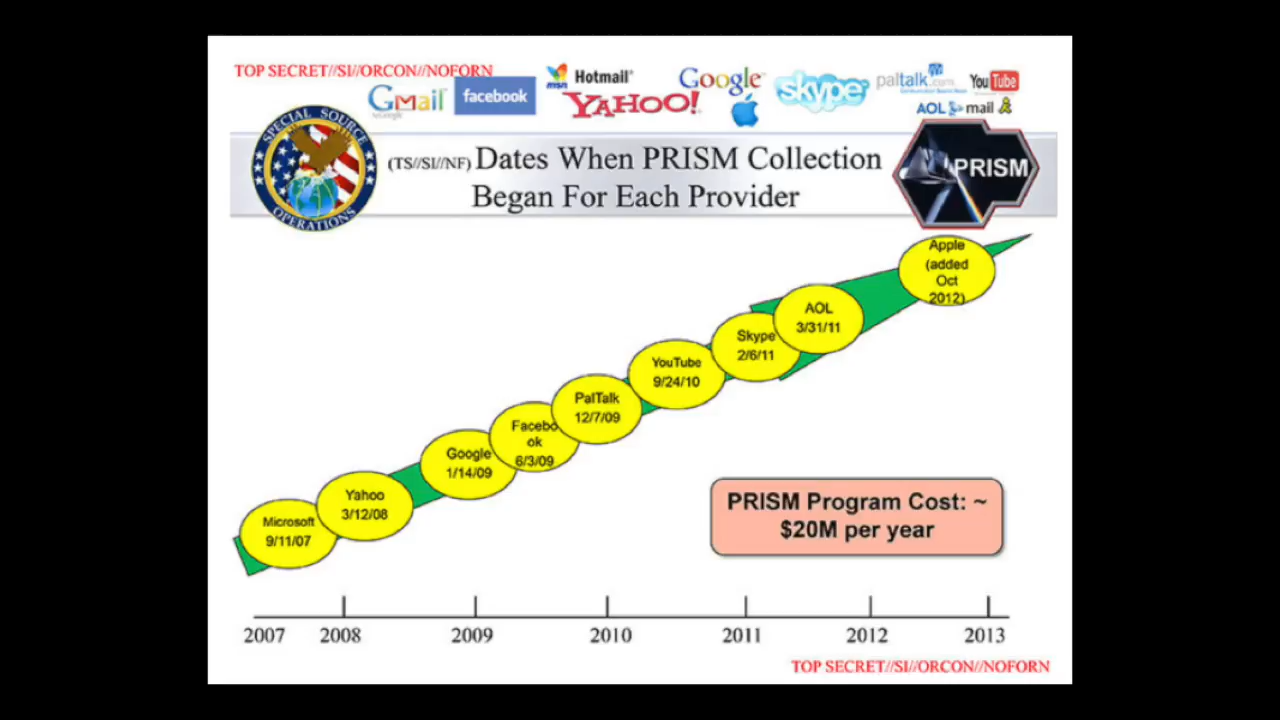 TOP SECRET//SI//ORCON//NOFORN
Gmail
by Google
facebook
msn
Hotmail
YAHOO!
Google
skype
paltalk.com
YouTube
AOL mail
SPECIAL SOURCE
OPERATIONS
(TS//SI//NF) Dates When PRISM Collection
Began For Each Provider
PRISM
Apple
(added
Oct
2012)
AOL
3/31/11
Skype
2/6/11
YouTube
9/24/10
PalTalk
12/7/09
Facebo
ok
6/3/09
Google
1/14/09
Yahoo
3/12/08
Microsoft
9/11/07
PRISM Program Cost: ~
$20M per year
2007 2008 2009 2010 2011 2012 2013
TOP SECRET//SI//ORCON//NOFORN